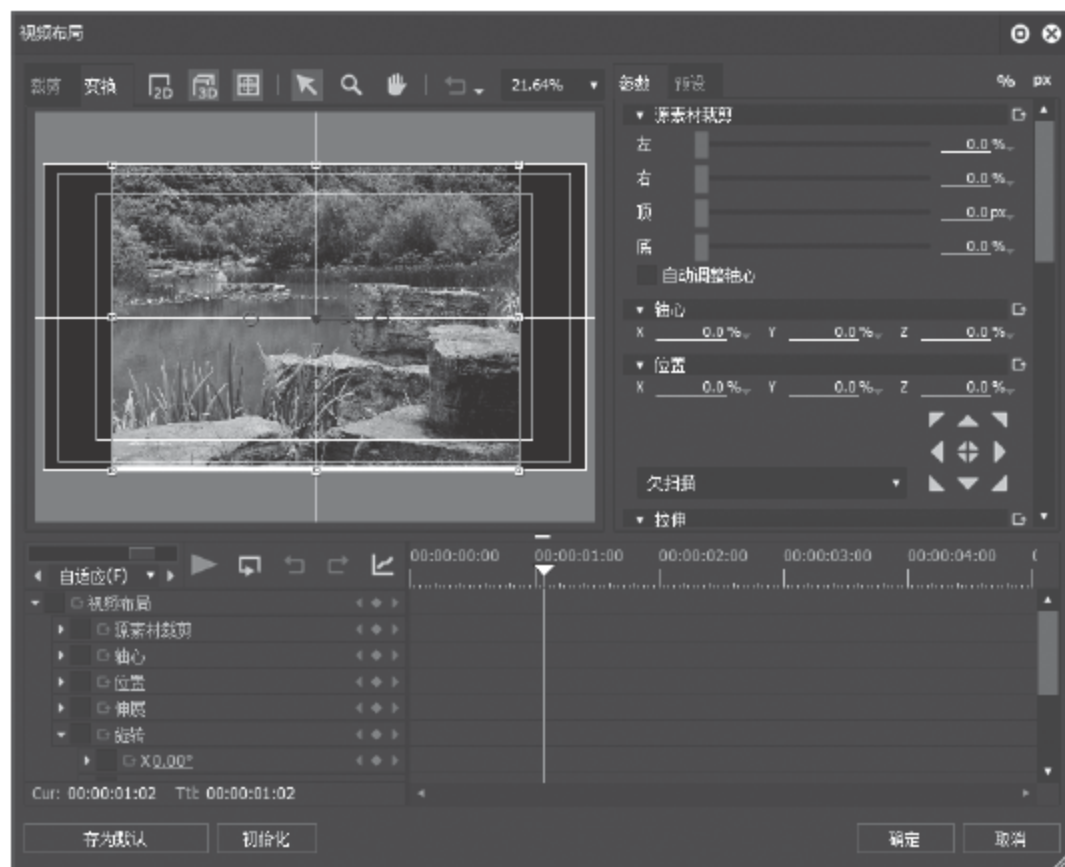 视频布局
裁剪 变换 2D 3D 21.64% 参数 预设 % px
源素材裁剪
左 0.0 %
右 0.0 %
顶 0.0 px
底 0.0 %
自动调整轴心
轴心
X 0.0 % Y 0.0 % Z 0.0 %
位置
X 0.0 % Y 0.0 % Z 0.0 %
欠扫描
拉伸
00:00:00:00 00:00:01:00 00:00:02:00 00:00:03:00 00:00:04:00
自适应(F)
视频布局
源素材裁剪
轴心
位置
伸展
旋转
X 0.00°
Cur: 00:00:01:02 Ttl: 00:00:01:02
存为默认 初始化 确定 取消